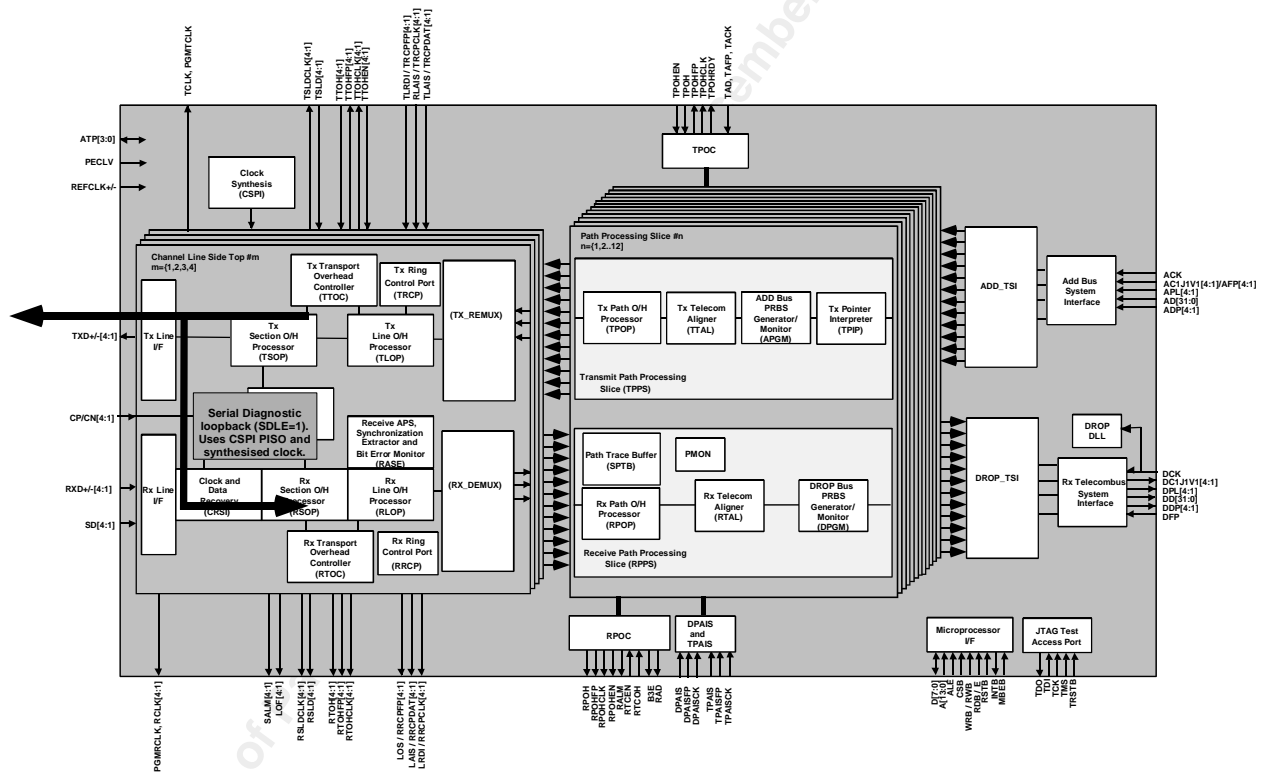 TCLK, PGMTCLK
TSLDCLK[4:1]
TSLD[4:1]
TTOH[4:1]
TTOHFP[4:1]
TTOHCLK[4:1]
TTOHEN[4:1]
TLRDI / TRCPFP[4:1]
RLAIS / TRCPCLK[4:1]
TLAIS / TRCPDAT[4:1]
TPOHEN
TPOH
TPOHFP
TPOHCLK
TPOHRDY
TAD, TAFP, TACK
ember
ATP[3:0]
PECLV
REFCLK+/-
TXD+/-[4:1]
CP/CN[4:1]
RXD+/-[4:1]
SD[4:1]
Clock
Synthesis
(CSPI)
TPOC
Channel Line Side Top #m
m={1,2,3,4]
Tx Transport
Overhead
Controller
(TTOC)
Tx Ring
Control Port
(TRCP)
(TX_REMUX)
Tx Line
I/F
Tx
Section O/H
Processor
(TSOP)
Tx
Line O/H
Processor
(TLOP)
Serial Diagnostic
loopback (SDLE=1).
Uses CSPI PISO and
synthesised clock.
Receive APS,
Synchronization
Extractor and
Bit Error Monitor
(RASE)
(RX_DEMUX)
Rx Line
I/F
Clock and
Data
Recovery
(CRSI)
Rx
Section O/H
Processor
(RSOP)
Rx
Line O/H
Processor
(RLOP)
Rx Transport
Overhead
Controller
(RTOC)
Rx Ring
Control Port
(RRCP)
Path Processing Slice #n
n={1,2..12]
Tx Path O/H
Processor
(TPOP)
Tx Telecom
Aligner
(TTAL)
ADD Bus
PRBS
Generator/
Monitor
(APGM)
Tx Pointer
Interpreter
(TPIP)
Transmit Path Processing
Slice (TPPS)
Path Trace Buffer
(SPTB)
PMON
Rx Path O/H
Processor
(RPOP)
Rx Telecom
Aligner
(RTAL)
DROP Bus
PRBS
Generator/
Monitor
(DPGM)
Receive Path Processing
Slice (RPPS)
ADD_TSI
Add Bus
System
Interface
ACK
AC1J1V1[4:1]/AFP[4:1]
APL[4:1]
AD[31:0]
ADP[4:1]
DROP
DLL
DROP_TSI
Rx Telecombus
System
Interface
DCK
DC1J1V1[4:1]
DPL[4:1]
DD[31:0]
DDP[4:1]
DFP
RPOC
DPAIS
and
TPAIS
Microprocessor
I/F
JTAG Test
Access Port
PGMRCLK, RCLK[4:1]
SALM[4:1]
LOF[4:1]
RSLDCLK[4:1]
RSLD[4:1]
RTOH[4:1]
RTOHFP[4:1]
RTOHCLK[4:1]
LOS / RRCPFP[4:1]
LAIS / RRCPDAT[4:1]
LRDI / RRCPCLK[4:1]
RPOH
RPOHFP
RPOHCLK
RPOHEN
RALM
RTCEN
RTCOH
B3E
RAD
DPAIS
DPAISFP
DPAISCK
TPAIS
TPAISFP
TPAISCK
D[7:0]
A[13:0]
ALE
CSB
WRB / RWB
RDB / E
RSTB
INTB
MBEB
TDO
TDI
TCK
TMS
TRSTB
of